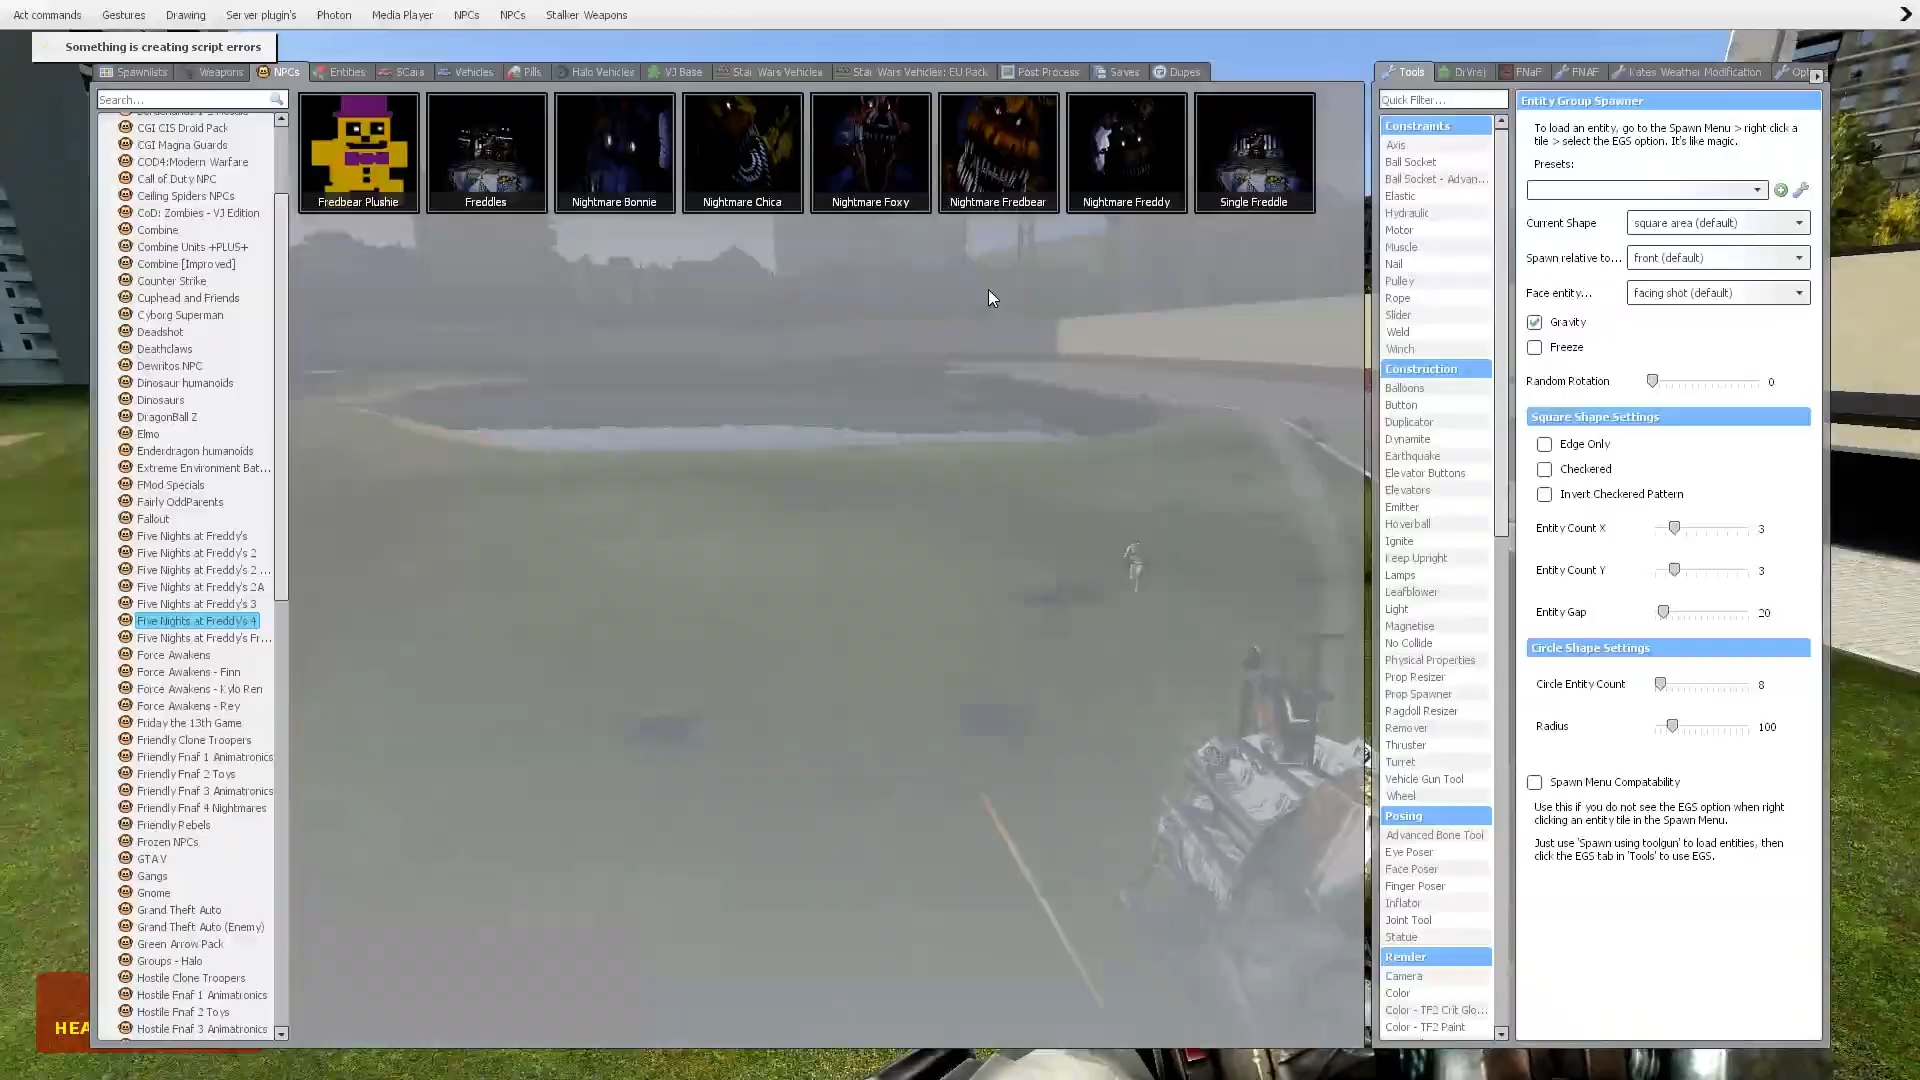 Act commands
Gestures
Drawing
Server plugin's
Photon
Media Player
NPCs
NPCs
Stalker Weapons
Something is creating script errors
Spawnlists
Weapons
NPCs
Entities
SCars
Vehicles
Pills
Halo Vehicles
VJ Base
Star Wars Vehicles
Star Wars Vehicles: EU Pack
Post Process
Saves
Dupes
Search...
CGI CIS Droid Pack
CGI Magna Guards
COD4:Modern Warfare
Call of Duty NPC
Ceiling Spiders NPCs
CoD: Zombies - VJ Edition
Combine
Combine Units +PLUS+
Combine [Improved]
Counter Strike
Cuphead and Friends
Cyborg Superman
Deadshot
Deathclaws
Dewritos NPC
Dinosaur humanoids
Dinosaurs
DragonBall Z
Elmo
Enderdragon humanoids
Extreme Environment Bat...
FMod Specials
Fairly OddParents
Fallout
Five Nights at Freddy's
Five Nights at Freddy's 2
Five Nights at Freddy's 2 ...
Five Nights at Freddy's 2A
Five Nights at Freddy's 3
Five Nights at Freddy's 4
Five Nights at Freddy's Fr...
Force Awakens
Force Awakens - Finn
Force Awakens - Kylo Ren
Force Awakens - Rey
Friday the 13th Game
Friendly Clone Troopers
Friendly Fnaf 1 Animatronics
Friendly Fnaf 2 Toys
Friendly Fnaf 3 Animatronics
Friendly Fnaf 4 Nightmares
Friendly Rebels
Frozen NPCs
GTA V
Gangs
Gnome
Grand Theft Auto
Grand Theft Auto (Enemy)
Green Arrow Pack
Groups - Halo
Hostile Clone Troopers
Hostile Fnaf 1 Animatronics
Hostile Fnaf 2 Toys
Hostile Fnaf 3 Animatronics
Fredbear Plushie
Freddles
Nightmare Bonnie
Nightmare Chica
Nightmare Foxy
Nightmare Fredbear
Nightmare Freddy
Single Freddle
HEA
Tools
DrVrej
FNaF
FNAF
Kates Weather Modification
Quick Filter...
Constraints
Axis
Ball Socket
Ball Socket - Advan...
Elastic
Hydraulic
Motor
Muscle
Nail
Pulley
Rope
Slider
Weld
Winch
Construction
Balloons
Button
Duplicator
Dynamite
Earthquake
Elevator Buttons
Elevators
Emitter
Hoverball
Ignite
Keep Upright
Lamps
Leafblower
Light
Magnetise
No Collide
Physical Properties
Prop Resizer
Prop Spawner
Ragdoll Resizer
Remover
Thruster
Turret
Vehicle Gun Tool
Wheel
Posing
Advanced Bone Tool
Eye Poser
Face Poser
Finger Poser
Inflator
Joint Tool
Statue
Render
Camera
Color
Color - TF2 Crit Glo...
Color - TF2 Paint
Entity Group Spawner
To load an entity, go to the Spawn Menu > right click a
tile > select the EGS option. It's like magic.
Presets:
Current Shape
square area (default)
Spawn relative to...
front (default)
Face entity...
facing shot (default)
Gravity
Freeze
Random Rotation
0
Square Shape Settings
Edge Only
Checkered
Invert Checkered Pattern
Entity Count X
3
Entity Count Y
3
Entity Gap
20
Circle Shape Settings
Circle Entity Count
8
Radius
100
Spawn Menu Compatability
Use this if you do not see the EGS option when right
clicking an entity tile in the Spawn Menu.
Just use 'Spawn using toolgun' to load entities, then
click the EGS tab in 'Tools' to use EGS.